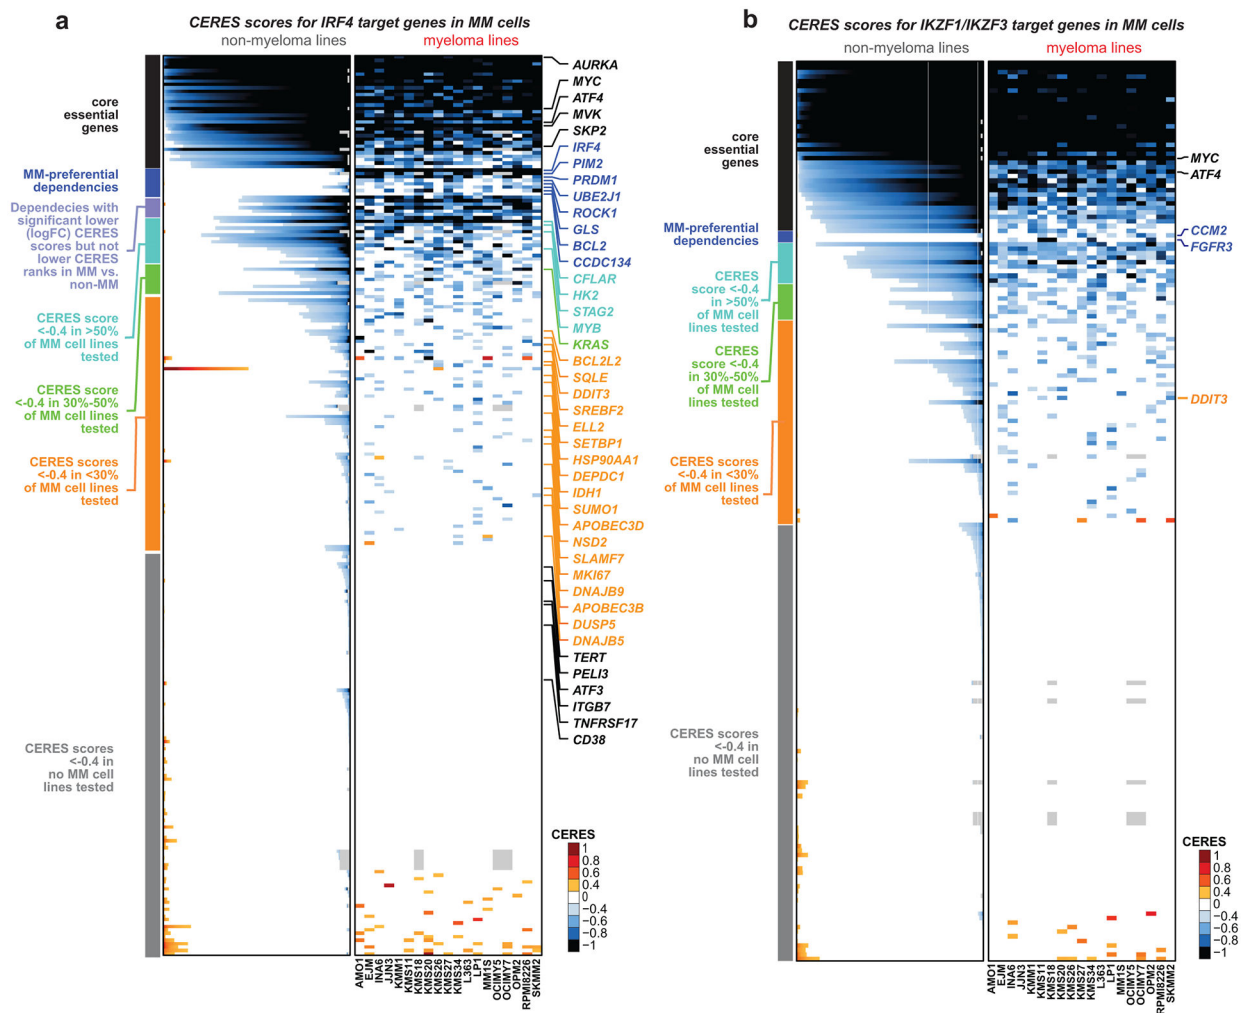 a
CERES scores for IRF4 target genes in MM cells
non-myeloma lines
myeloma lines
core
essential
genes
MM-preferential
dependencies
Dependecies with
significant lower
(logFC) CERES
scores but not
lower CERES
ranks in MM vs.
non-MM
CERES score
<-0.4 in >50%
of MM cell lines
tested
CERES score
<-0.4 in 30%-50%
of MM cell lines
tested
CERES scores
<-0.4 in <30%
of MM cell lines
tested
CERES scores
<-0.4 in
no MM cell
lines tested
AURKA
MYC
ATF4
MVK
SKP2
IRF4
PIM2
PRDM1
UBE2J1
ROCK1
GLS
BCL2
CCDC134
CFLAR
HK2
STAG2
MYB
KRAS
BCL2L2
SQLE
DDIT3
SREBF2
ELL2
SETBP1
HSP90AA1
DEPDC1
IDH1
SUMO1
APOBEC3D
NSD2
SLAMF7
MKI67
DNAJB9
APOBEC3B
DUSP5
DNAJB5
TERT
PELI3
ATF3
ITGB7
TNFRSF17
CD38
CERES
1
0.8
0.6
0.4
0
−0.4
−0.6
−0.8
−1
AMO1
EJM
INA6
JJN3
KMM1
KMS11
KMS18
KMS20
KMS26
KMS27
KMS34
L363
LP1
MM1S
OCIMY5
OCIMY7
OPM2
RPMI8226
SKMM2
b
CERES scores for IKZF1/IKZF3 target genes in MM cells
non-myeloma lines
myeloma lines
core
essential
genes
MM-preferential
dependencies
CERES
score <-0.4
in >50%
of MM cell
lines tested
CERES
score <-0.4
in 30%-50%
of MM cell
lines tested
CERES scores
<-0.4 in <30%
of MM cell lines
tested
CERES scores
<-0.4 in
no MM cell
lines tested
MYC
ATF4
CCM2
FGFR3
DDIT3
CERES
1
0.8
0.6
0.4
0
−0.4
−0.6
−0.8
−1
AMO1
EJM
INA6
JJN3
KMM1
KMS11
KMS18
KMS20
KMS26
KMS27
KMS34
L363
LP1
MM1S
OCIMY5
OCIMY7
OPM2
RPMI8226
SKMM2